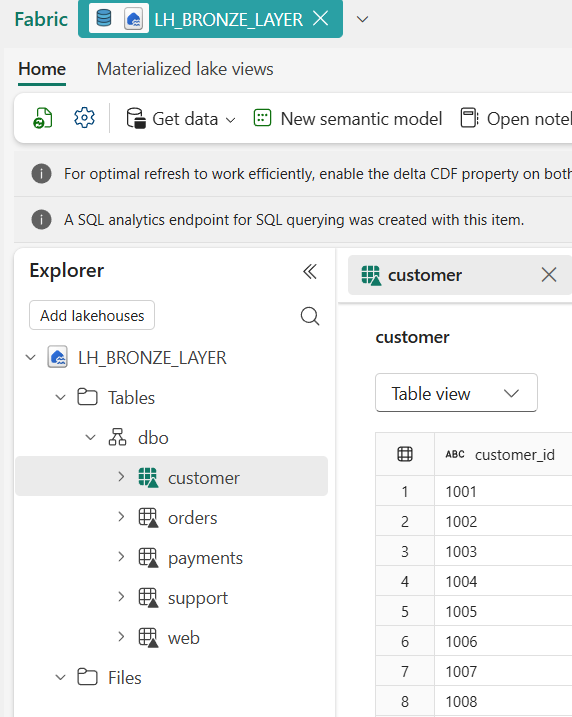 Fabric
LH_BRONZE_LAYER
Home
Materialized lake views
Get data
New semantic model
Open note
For optimal refresh to work efficiently, enable the delta CDF property on both
A SQL analytics endpoint for SQL querying was created with this item.
Explorer
Add lakehouses
LH_BRONZE_LAYER
Tables
dbo
customer
orders
payments
support
web
Files
customer
customer
Table view
ABC customer_id
1 1001
2 1002
3 1003
4 1004
5 1005
6 1006
7 1007
8 1008